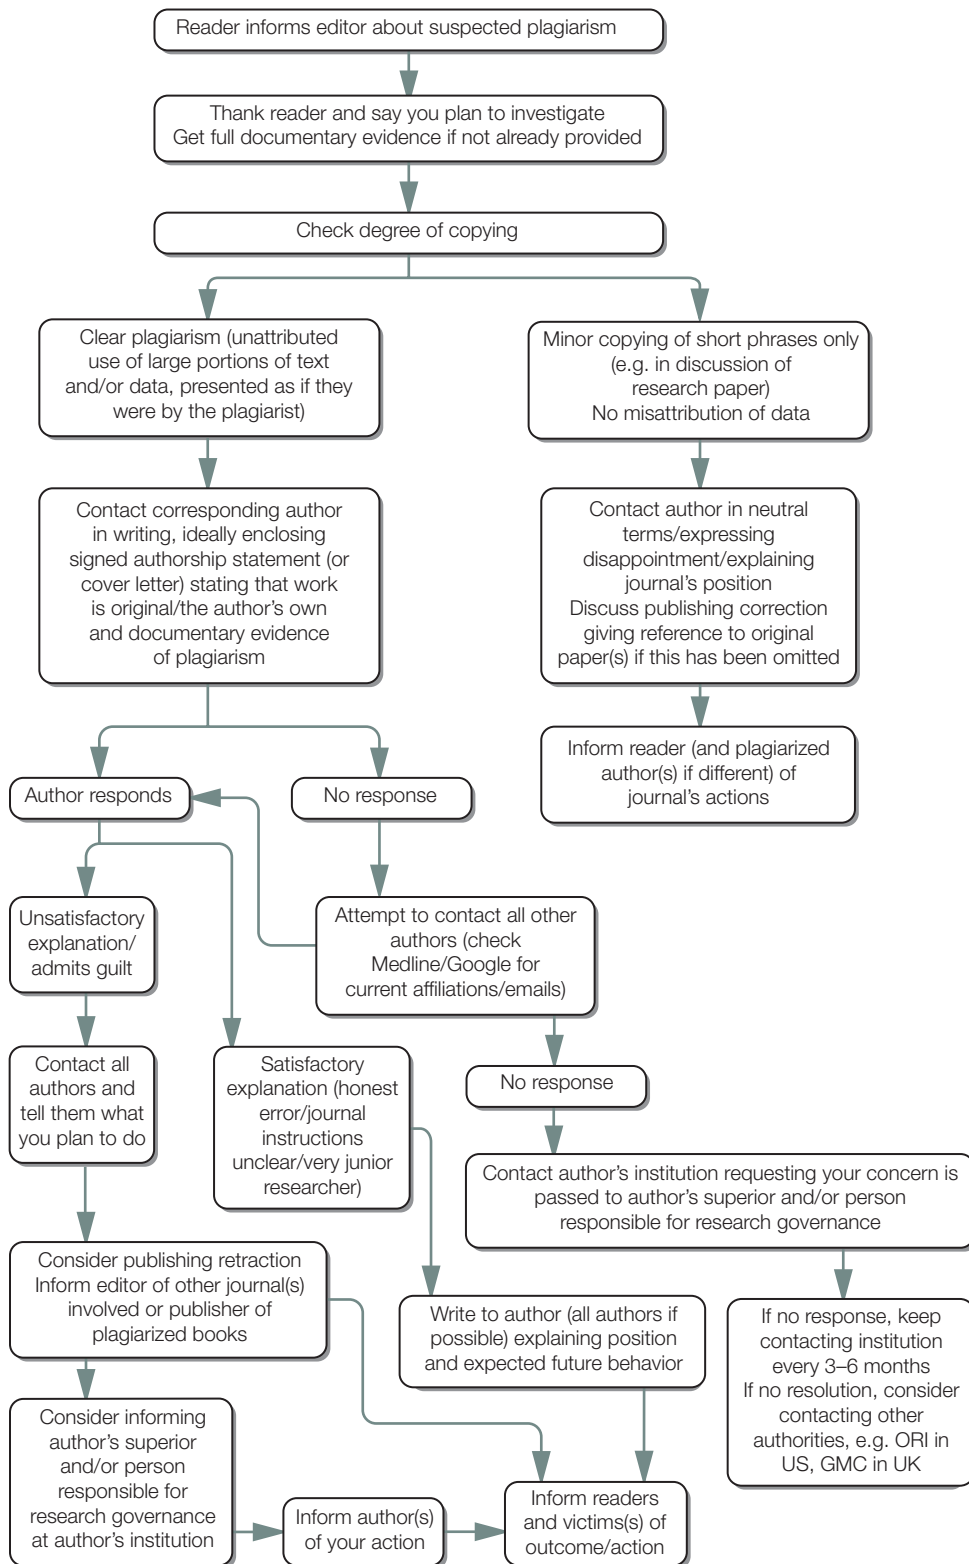 Reader informs editor about suspected plagiarism
Thank reader and say you plan to investigate
Get full documentary evidence if not already provided
Check degree of copying
Clear plagiarism (unattributed
use of large portions of text
and/or data, presented as if they
were by the plagiarist)
Minor copying of short phrases only
(e.g. in discussion of
research paper)
No misattribution of data
Contact corresponding author
in writing, ideally enclosing
signed authorship statement (or
cover letter) stating that work
is original/the author’s own
and documentary evidence
of plagiarism
Contact author in neutral
terms/expressing
disappointment/explaining
journal’s position
Discuss publishing correction
giving reference to original
paper(s) if this has been omitted
Inform reader (and plagiarized
author(s) if different) of
journal’s actions
Author responds
No response
Unsatisfactory
explanation/
admits guilt
Attempt to contact all other
authors (check
Medline/Google for
current affiliations/emails)
Contact all
authors and
tell them what
you plan to do
Satisfactory
explanation (honest
error/journal
instructions
unclear/very junior
researcher)
No response
Contact author’s institution requesting your concern is
passed to author’s superior and/or person
responsible for research governance
Consider publishing retraction
Inform editor of other journal(s)
involved or publisher of
plagiarized books
Write to author (all authors if
possible) explaining position
and expected future behavior
If no response, keep
contacting institution
every 3–6 months
If no resolution, consider
contacting other
authorities, e.g. ORI in
US, GMC in UK
Consider informing
author’s superior
and/or person
responsible for
research governance
at author’s institution
Inform author(s)
of your action
Inform readers
and victims(s) of
outcome/action